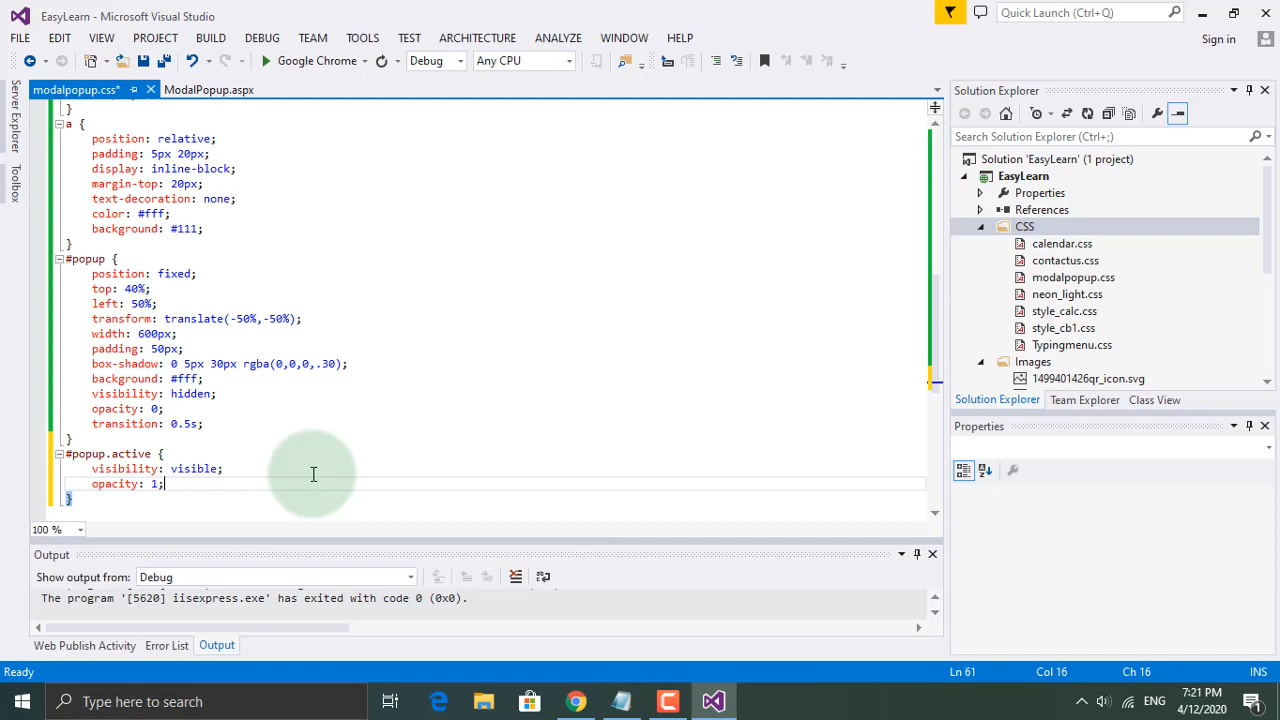 EasyLearn - Microsoft Visual Studio
Quick Launch (Ctrl+Q)
FILE EDIT VIEW PROJECT BUILD DEBUG TEAM TOOLS TEST ARCHITECTURE ANALYZE WINDOW HELP
Sign in
Google Chrome Debug Any CPU
modalpopup.css* ModalPopup.aspx
Server Explorer
Toolbox
}
a {
position: relative;
padding: 5px 20px;
display: inline-block;
margin-top: 20px;
text-decoration: none;
color: #fff;
background: #111;
}
#popup {
position: fixed;
top: 40%;
left: 50%;
transform: translate(-50%,-50%);
width: 600px;
padding: 50px;
box-shadow: 0 5px 30px rgba(0,0,0,.30);
background: #fff;
visibility: hidden;
opacity: 0;
transition: 0.5s;
}
#popup.active {
visibility: visible;
opacity: 1;
}
100 %
Output
Show output from: Debug
The program '[5620] iisexpress.exe' has exited with code 0 (0x0).
Web Publish Activity Error List Output
Solution Explorer
Search Solution Explorer (Ctrl+;)
Solution 'EasyLearn' (1 project)
EasyLearn
Properties
References
CSS
calendar.css
contactus.css
modalpopup.css
neon_light.css
style_calc.css
style_cb1.css
Typingmenu.css
Images
1499401426qr_icon.svg
Solution Explorer Team Explorer Class View
Properties
Ready Ln 61 Col 16 Ch 16 INS
Type here to search
ENG
7:21 PM
4/12/2020
1